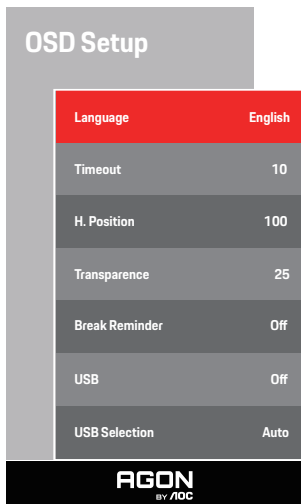 OSD Setup
Language English
Timeout 10
H. Position 100
Transparence 25
Break Reminder Off
USB Off
USB Selection Auto
AGON
BY AOC